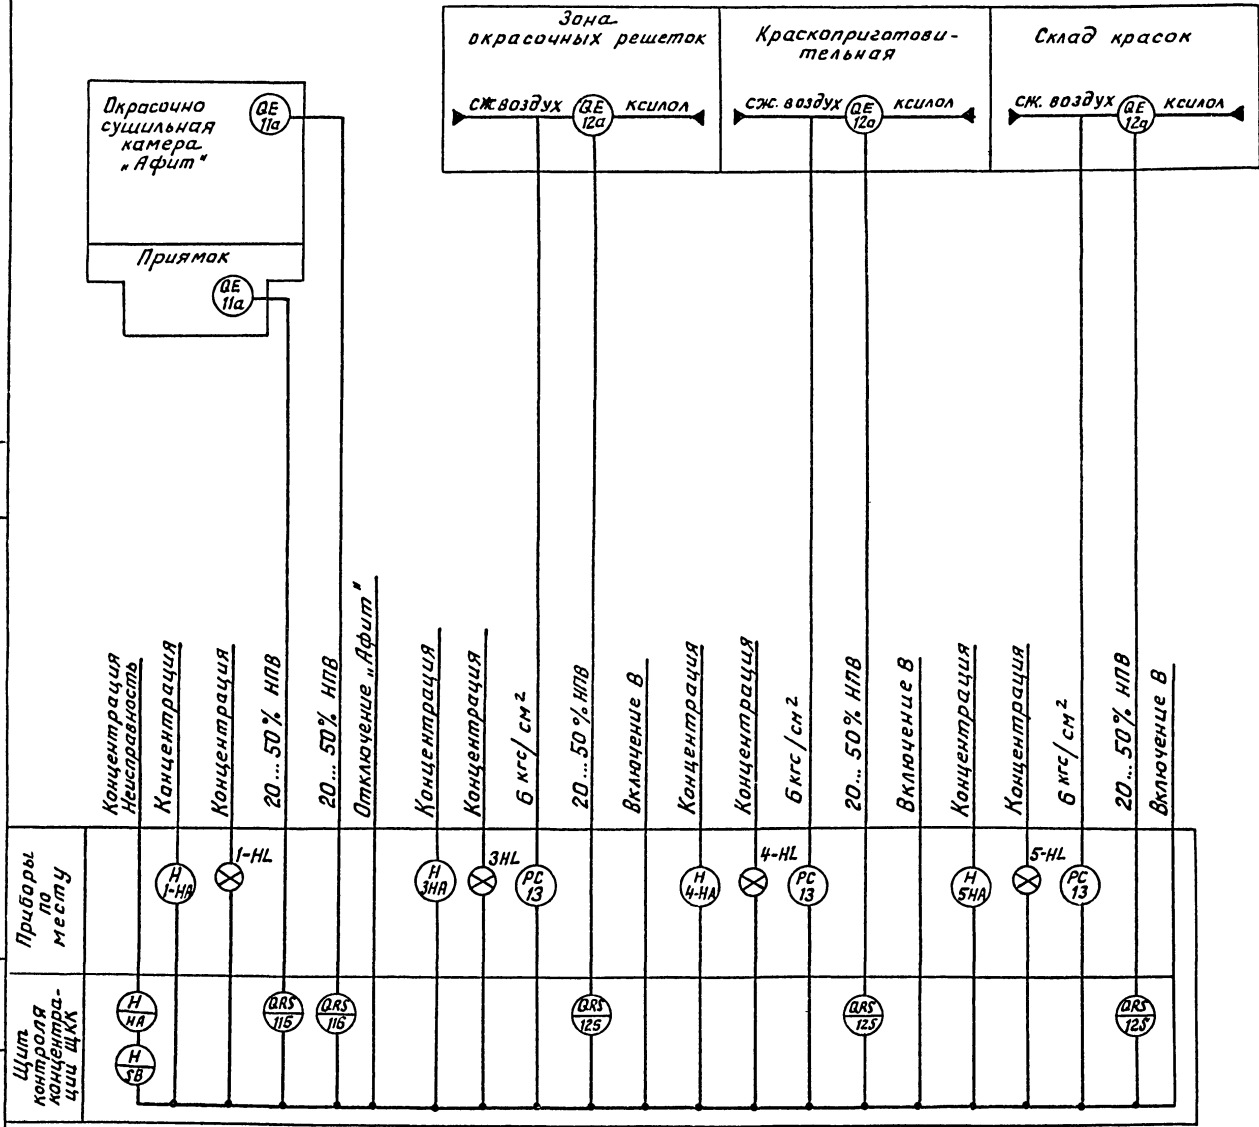 Окрасочно
сушильная
камера
„Афит“
QE
11а
Приямок
QE
11а
Зона
окрасочных решеток
сж.воздух
QE
12а
ксилол
Краскоприготови-
тельная
сж. воздух
QE
12а
ксилол
Склад красок
сж. воздух
QE
12а
ксилол
Концентрация
Неисправность
Концентрация
Концентрация
20...50% НПВ
20...50% НПВ
Отключение „Афит“
Концентрация
Концентрация
6 кгс/см²
20...50% НПВ
Включение В
Концентрация
Концентрация
6 кгс/см²
20...50% НПВ
Включение В
Концентрация
Концентрация
6 кгс/см²
20...50% НПВ
Включение В
Приборы
по
месту
H
1-HA
1-HL
H
3HA
3HL
PC
13
H
4-HA
4-HL
PC
13
H
5HA
5-HL
PC
13
Щит
контроля
концентра-
ции ЩКК
H
HA
H
SB
QRS
11б
QRS
11б
QRS
12б
QRS
12б
QRS
12б